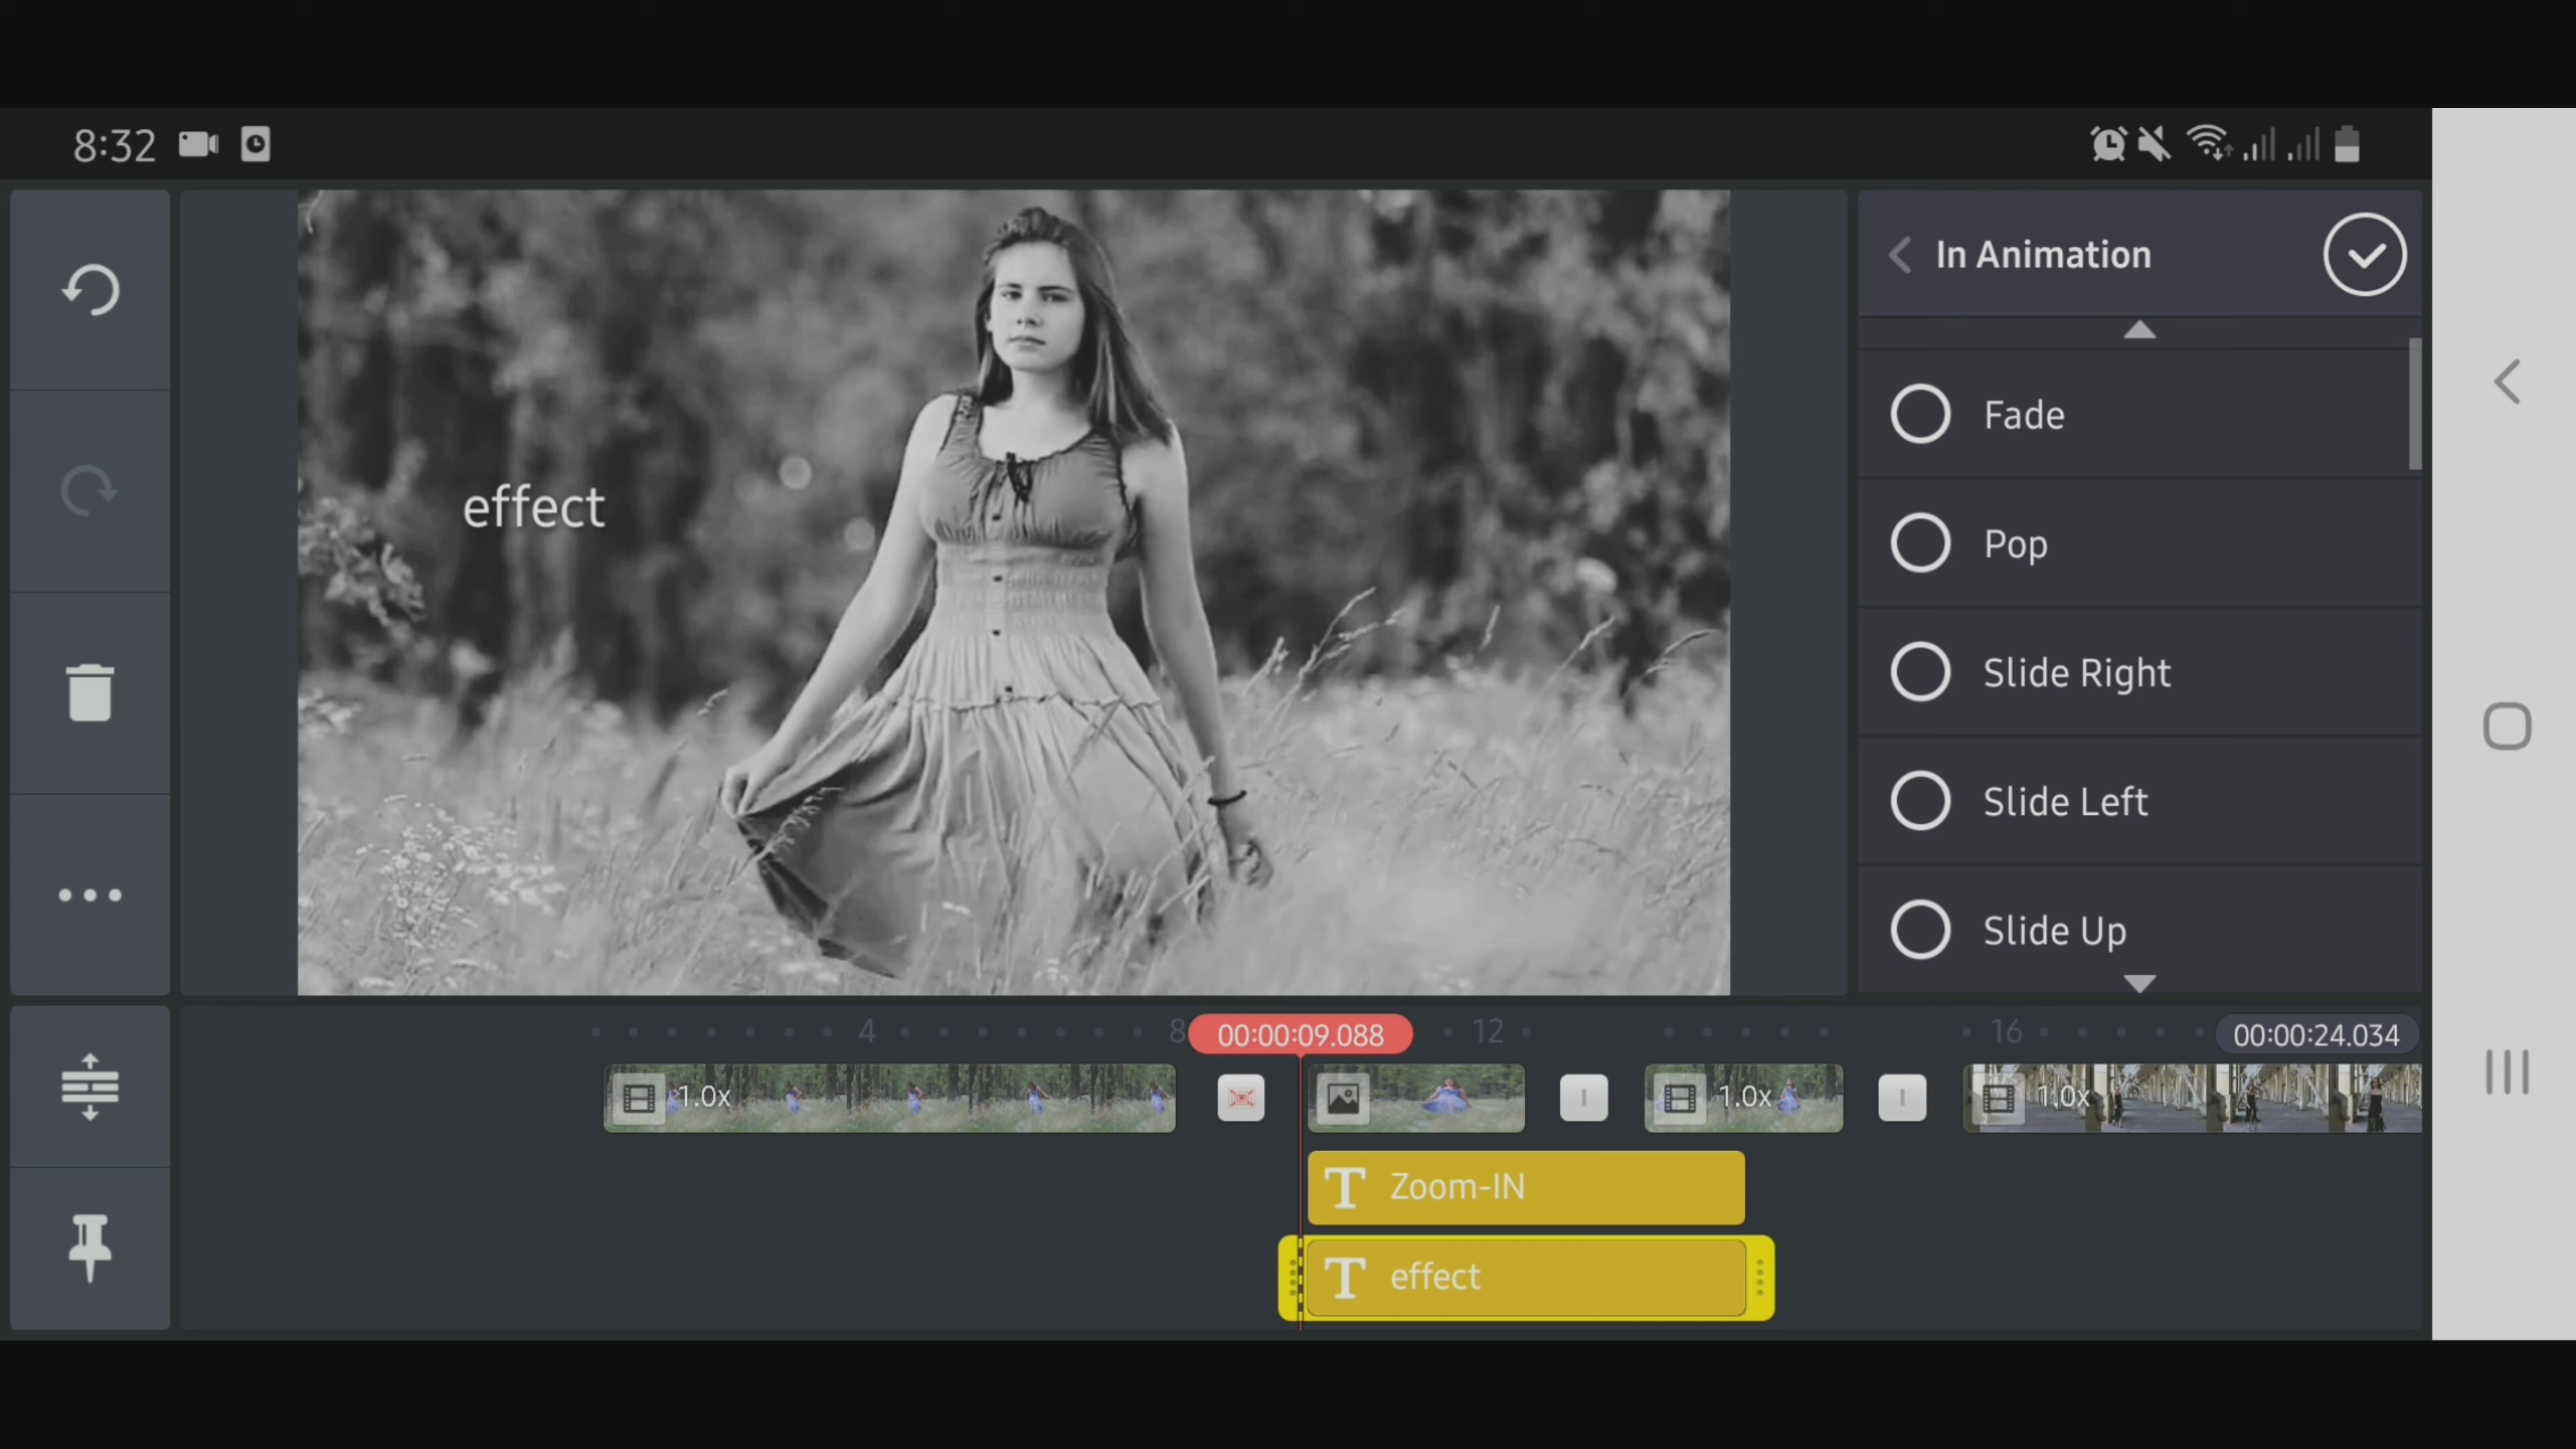 8:32
In Animation
Fade
Pop
Slide Right
Slide Left
Slide Up
effect
4
8
00:00:09.088
12
16
00:00:24.034
1.0x
1.0x
1.0x
T Zoom-IN
T effect